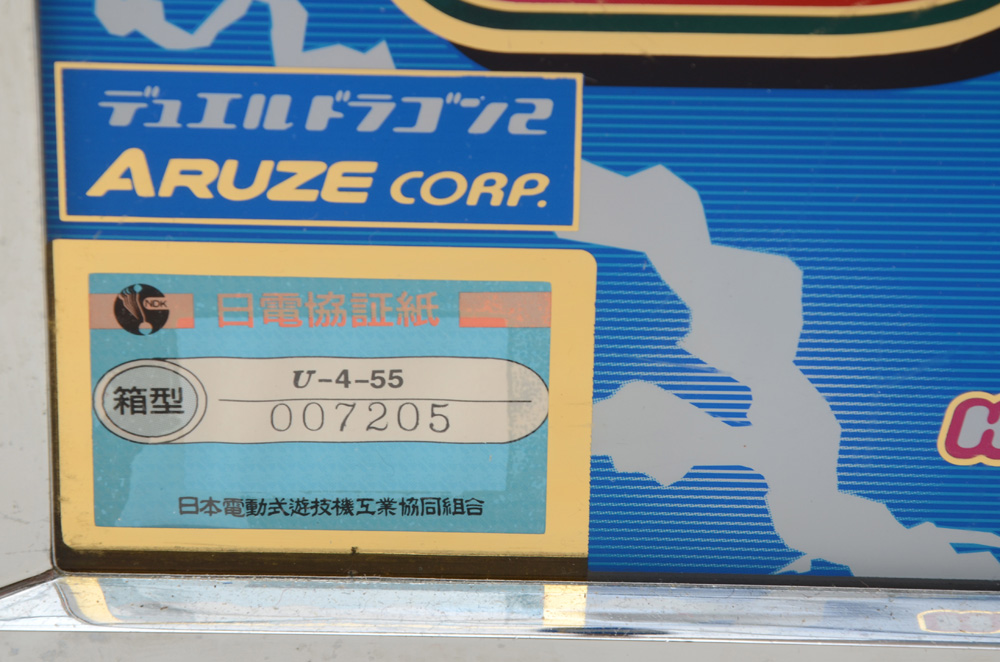 デュエルドラゴン2
ARUZE CORP.
NDK
日電協証紙
箱型
U-4-55
007205
日本電動式遊技機工業協同組合